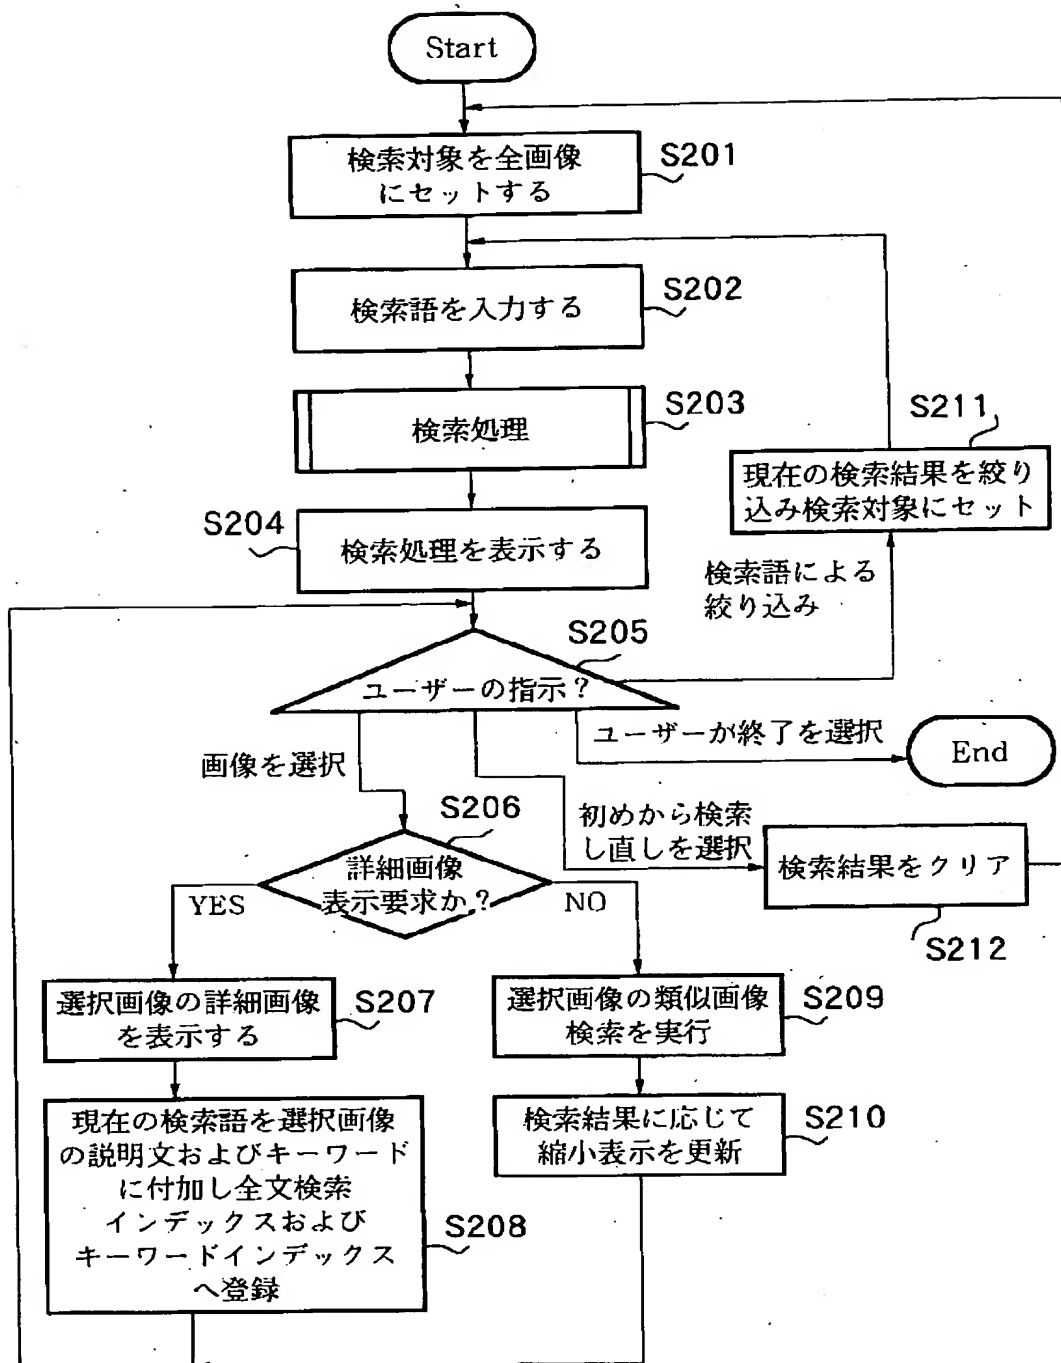 Start
検索対象を全画像
にセットする
S201
検索語を入力する
S202
検索処理
S203
S211
現在の検索結果を絞り
込み検索対象にセット
S204
検索処理を表示する
検索語による
絞り込み
S205
ユーザーの指示？
ユーザーが終了を選択
End
画像を選択
S206
初めから検索
し直しを選択
検索結果をクリア
S212
詳細画像
表示要求か？
YES
NO
選択画像の詳細画像
を表示する
S207
選択画像の類似画像
検索を実行
S209
現在の検索語を選択画像
の説明文およびキーワード
に付加し全文検索
インデックスおよび
キーワードインデックス
へ登録
S208
検索結果に応じて
縮小表示を更新
S210